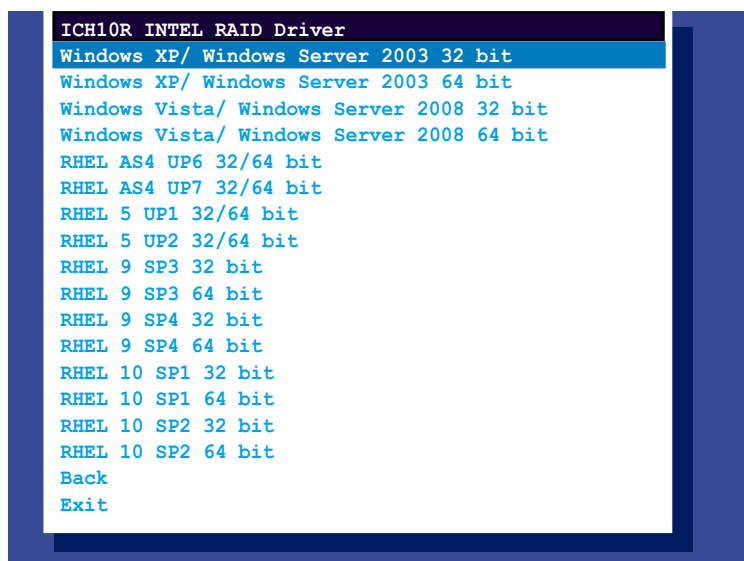 ICH10R INTEL RAID Driver
Windows XP/ Windows Server 2003 32 bit
Windows XP/ Windows Server 2003 64 bit
Windows Vista/ Windows Server 2008 32 bit
Windows Vista/ Windows Server 2008 64 bit
RHEL AS4 UP6 32/64 bit
RHEL AS4 UP7 32/64 bit
RHEL 5 UP1 32/64 bit
RHEL 5 UP2 32/64 bit
RHEL 9 SP3 32 bit
RHEL 9 SP3 64 bit
RHEL 9 SP4 32 bit
RHEL 9 SP4 64 bit
RHEL 10 SP1 32 bit
RHEL 10 SP1 64 bit
RHEL 10 SP2 32 bit
RHEL 10 SP2 64 bit
Back
Exit